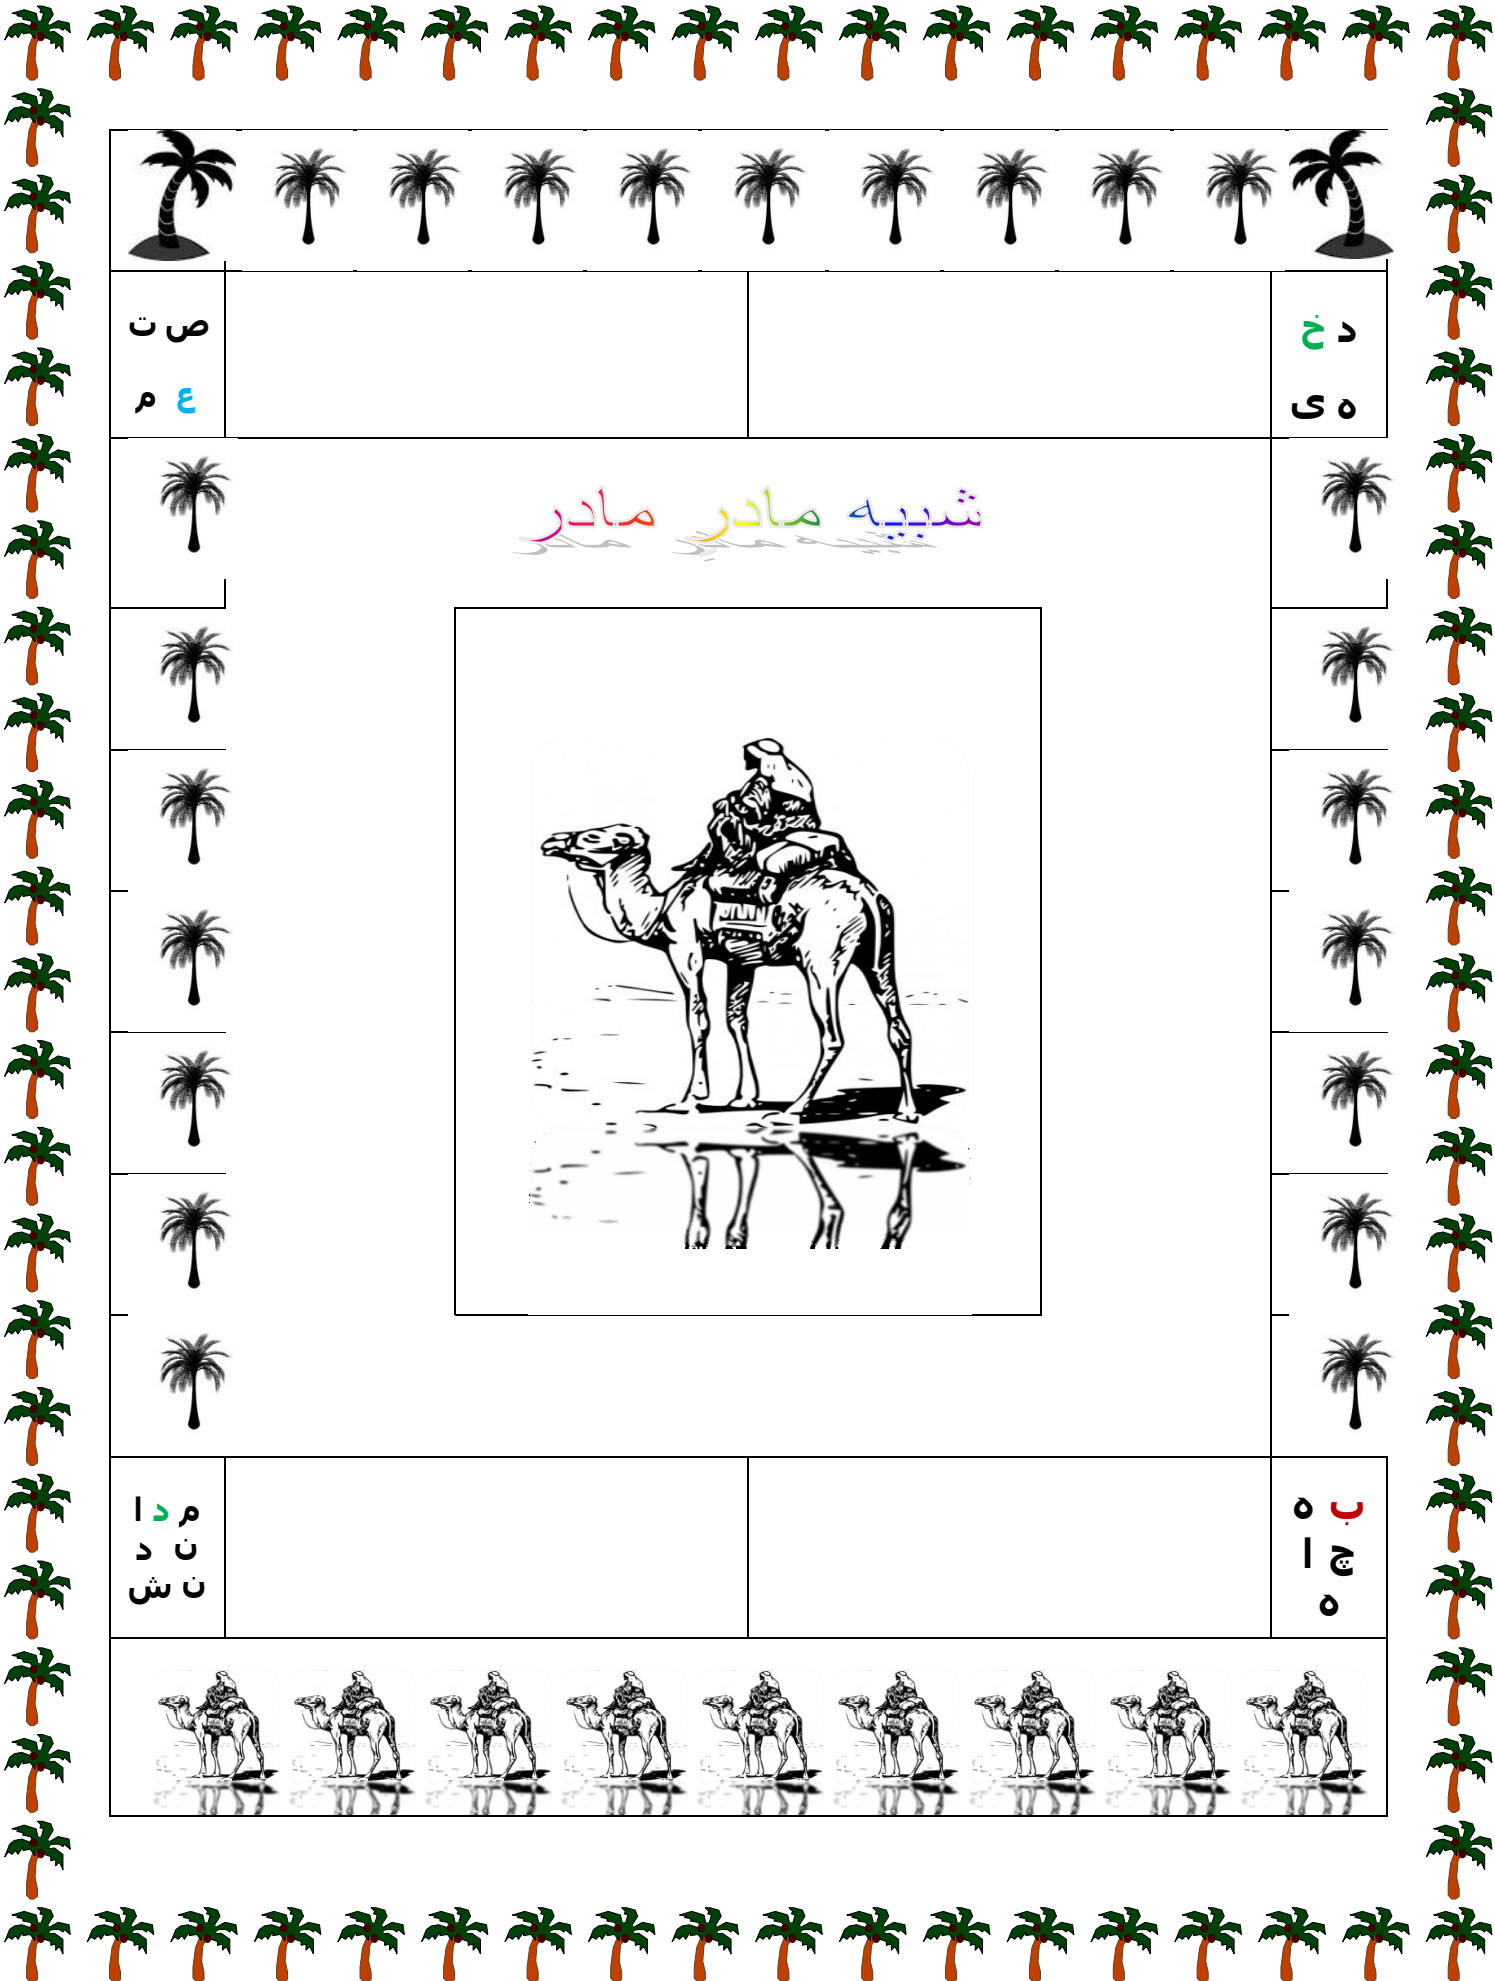 د خ
ه ی
ص ت
ع م
شبیه مادرِ مادر
ب ه
چ ا
ه
م د ا
ن د
ن ش